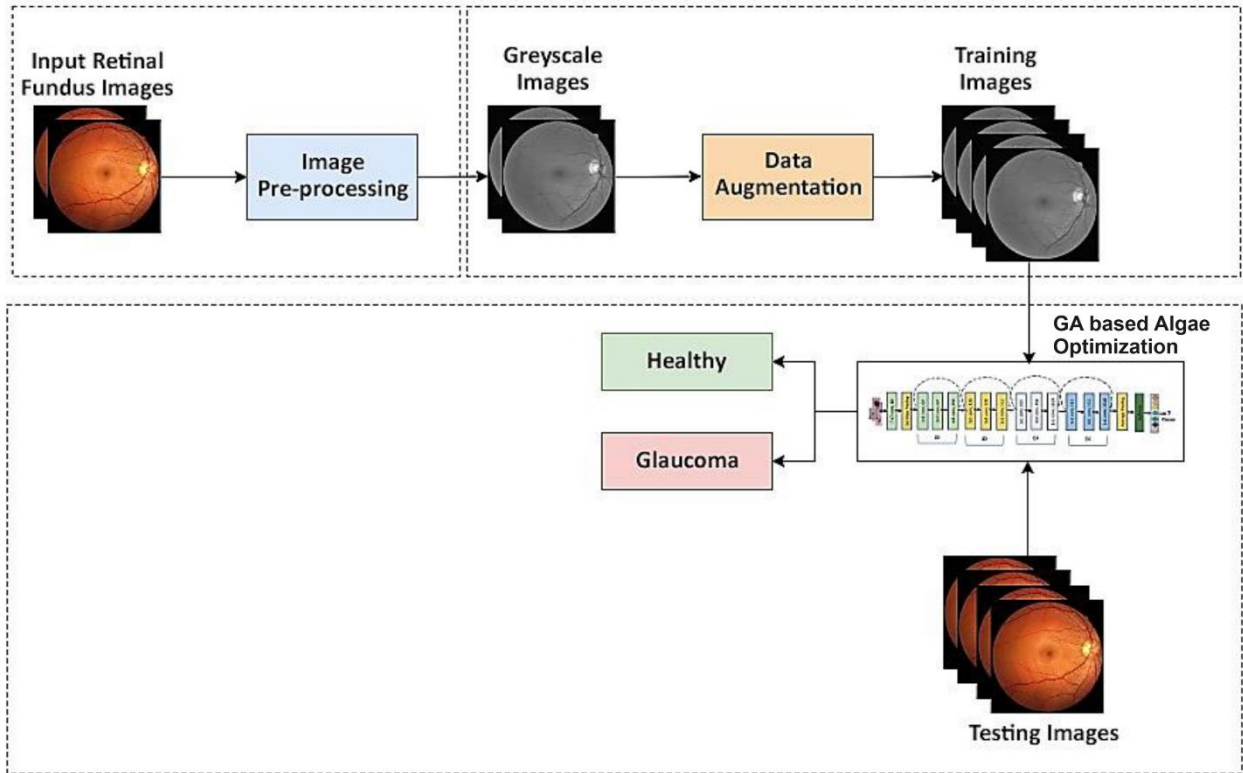 Input Retinal
Fundus Images
Image
Pre-processing
Greyscale
Images
Data
Augmentation
Training
Images
GA based Algae
Optimization
Healthy
Glaucoma
Testing Images